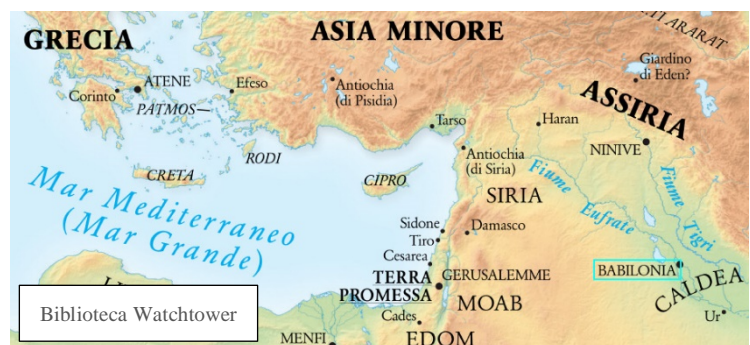 GRECIA
ASIA MINORE
TI ARARAT
Giardino
di Eden?
ATENE
Corinto
Efeso
PATMOS
Antiochia
(di Pisidia)
ASSIRIA
Tarso
Haran
NINIVE
RODI
CRETA
CIPRO
Antiochia
(di Siria)
SIRIA
Fiume Eufrate
Fiume Tigri
Mar Mediterraneo
(Mar Grande)
Sidone
Tiro
Cesarea
Damasco
BABILONIA
CALDEA
TERRA
PROMESSA
GERUSALEMME
MOAB
Ur
Cades
MENFI
EDOM
Biblioteca Watchtower